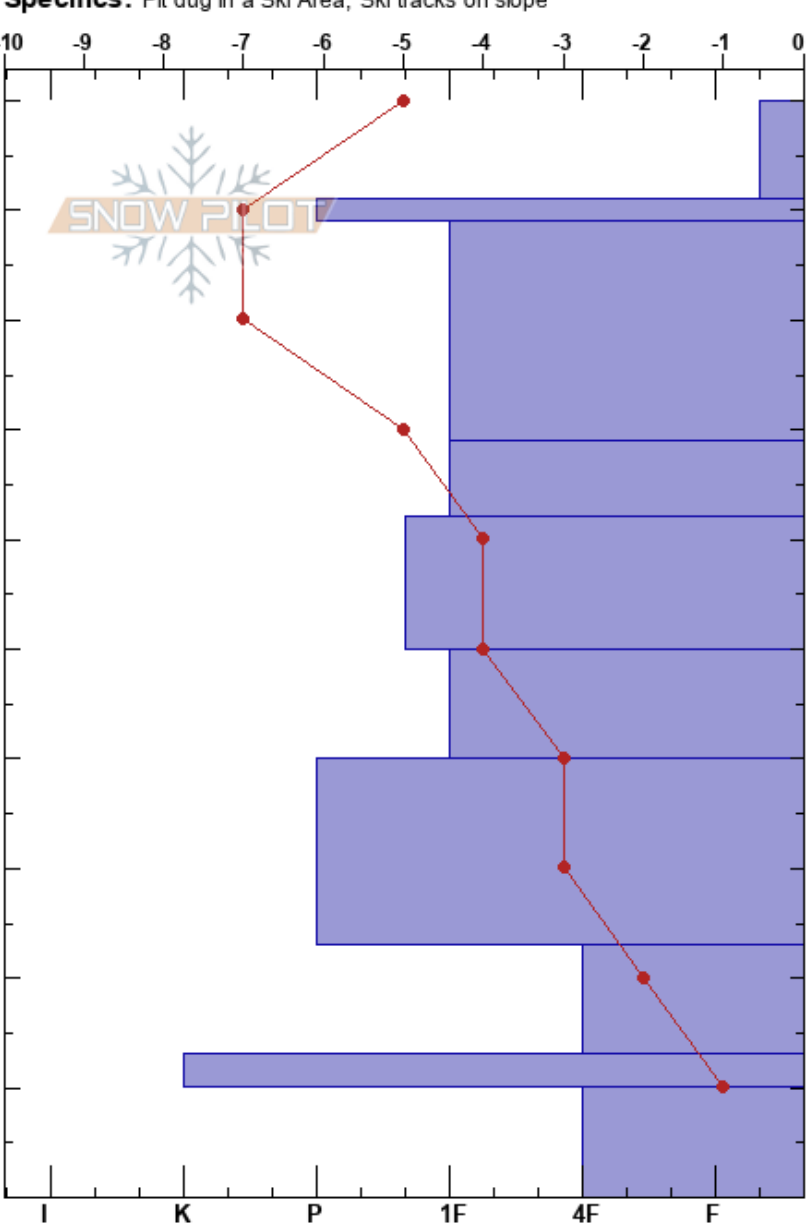 Specifics: Pit dug in a Ski Area; Ski tracks on slope
-10 -9 -8 -7 -6 -5 -4 -3 -2 -1 0
SNOW PILOT
I K P 1F 4F F